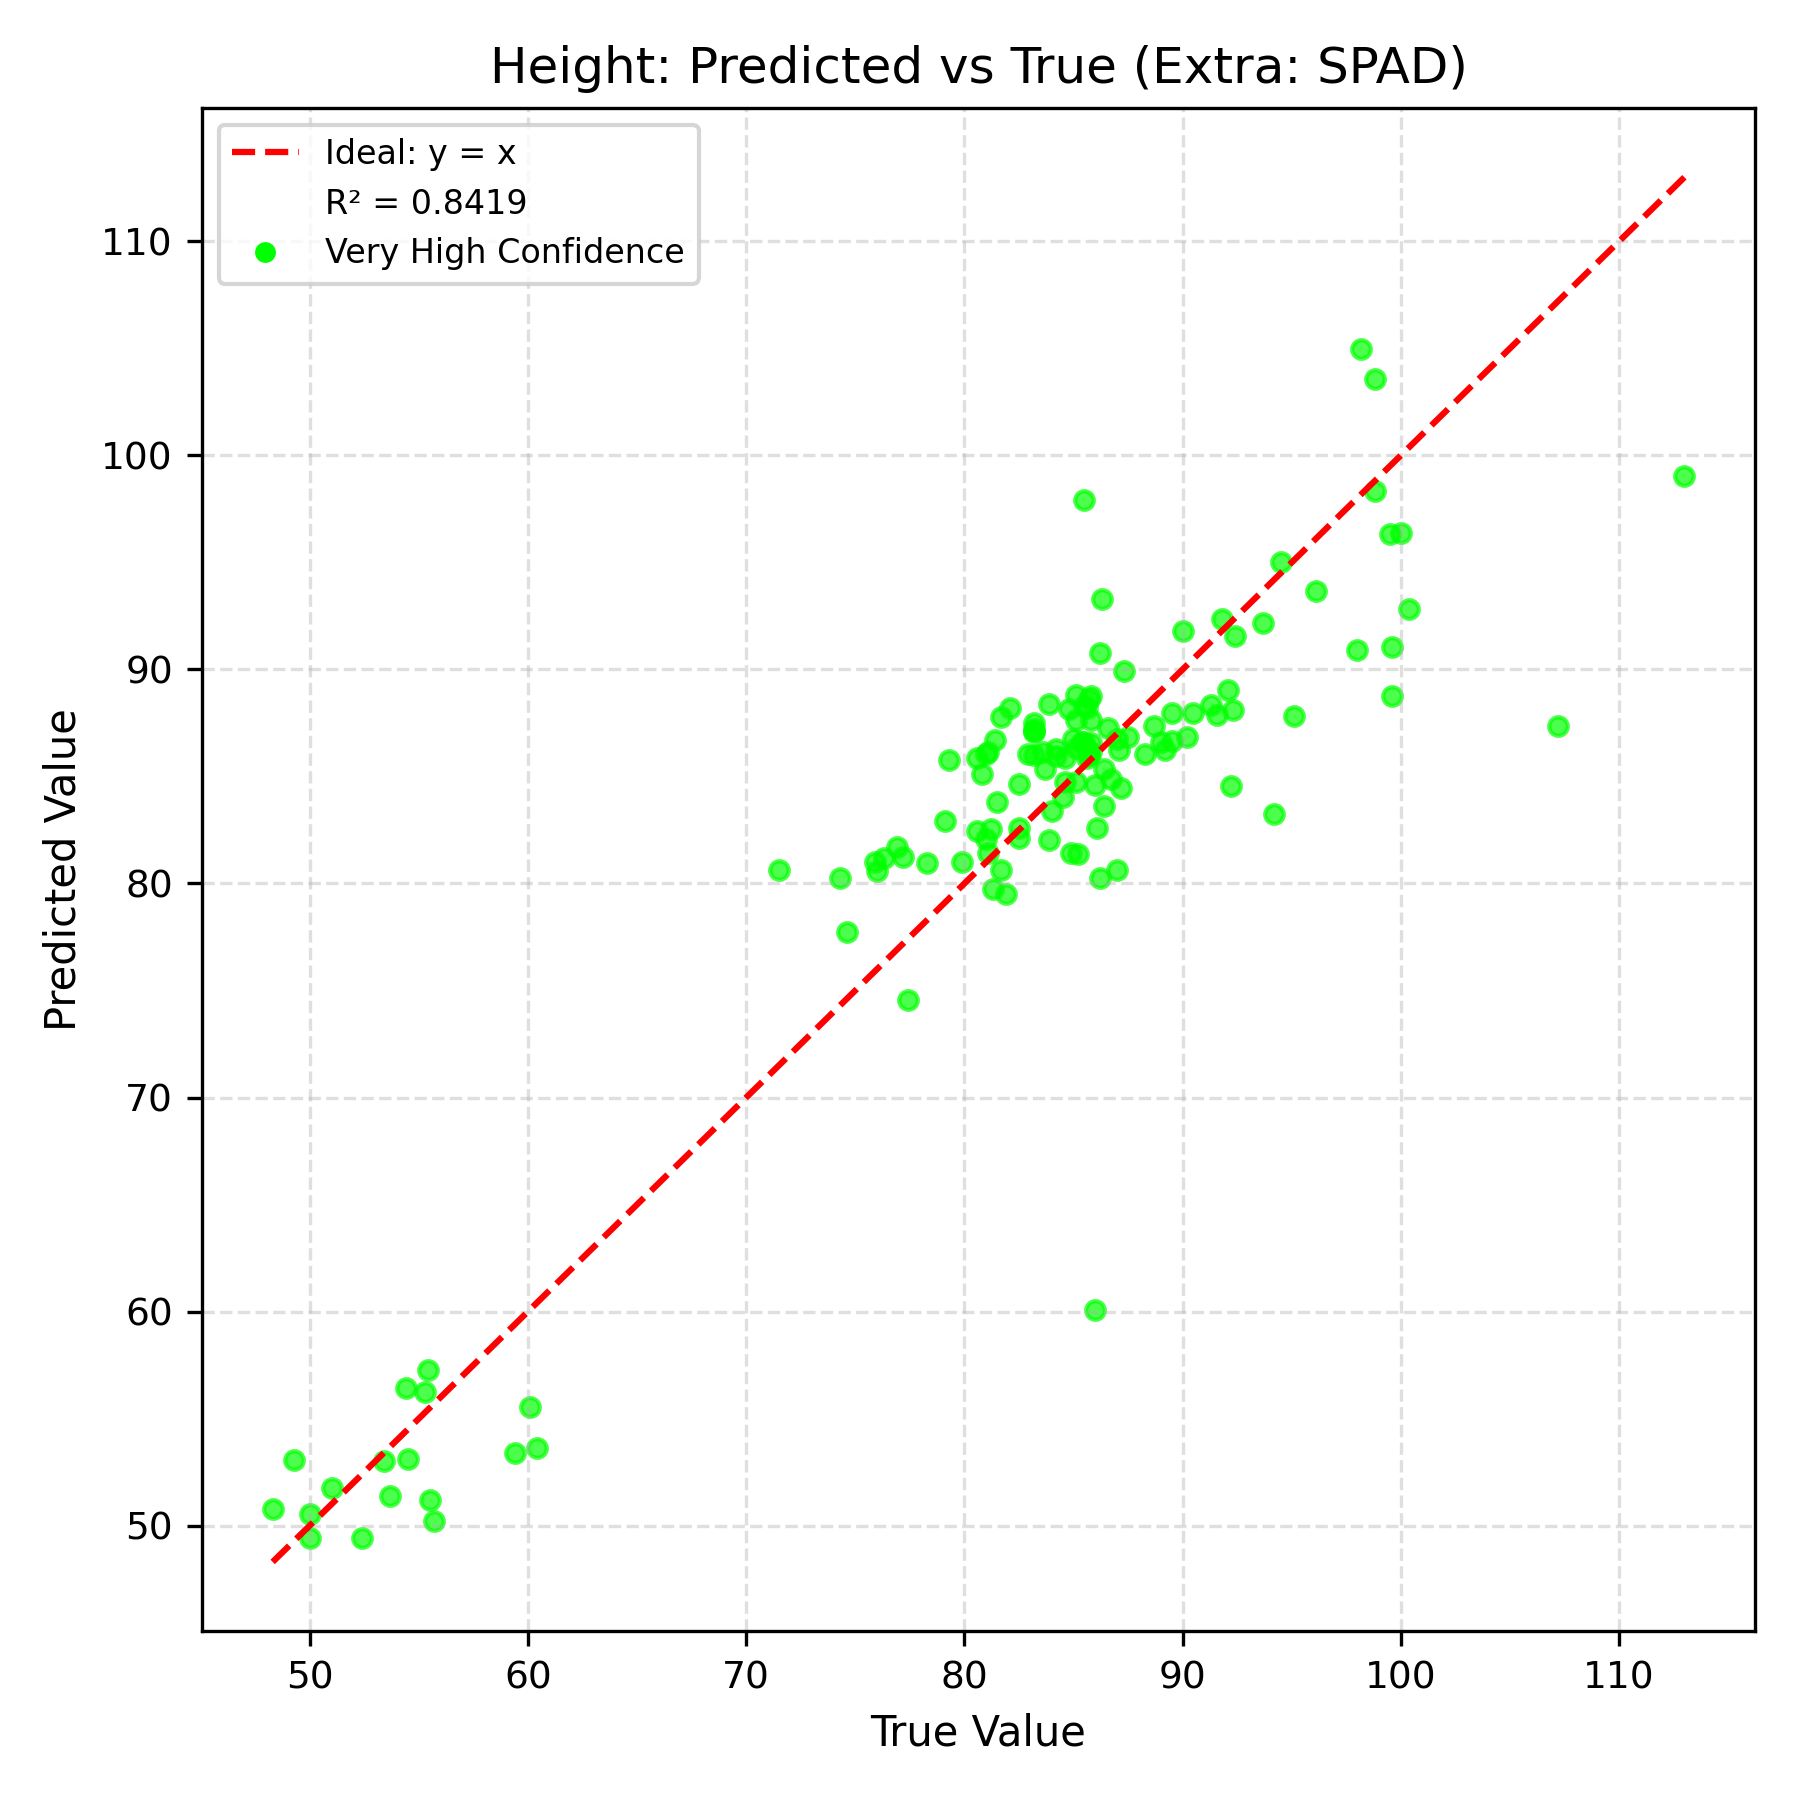 Height: Predicted vs True (Extra: SPAD)
Ideal: y = x
R² = 0.8419
Very High Confidence
110
100
90
80
70
60
50
Predicted Value
50 60 70 80 90 100 110
True Value